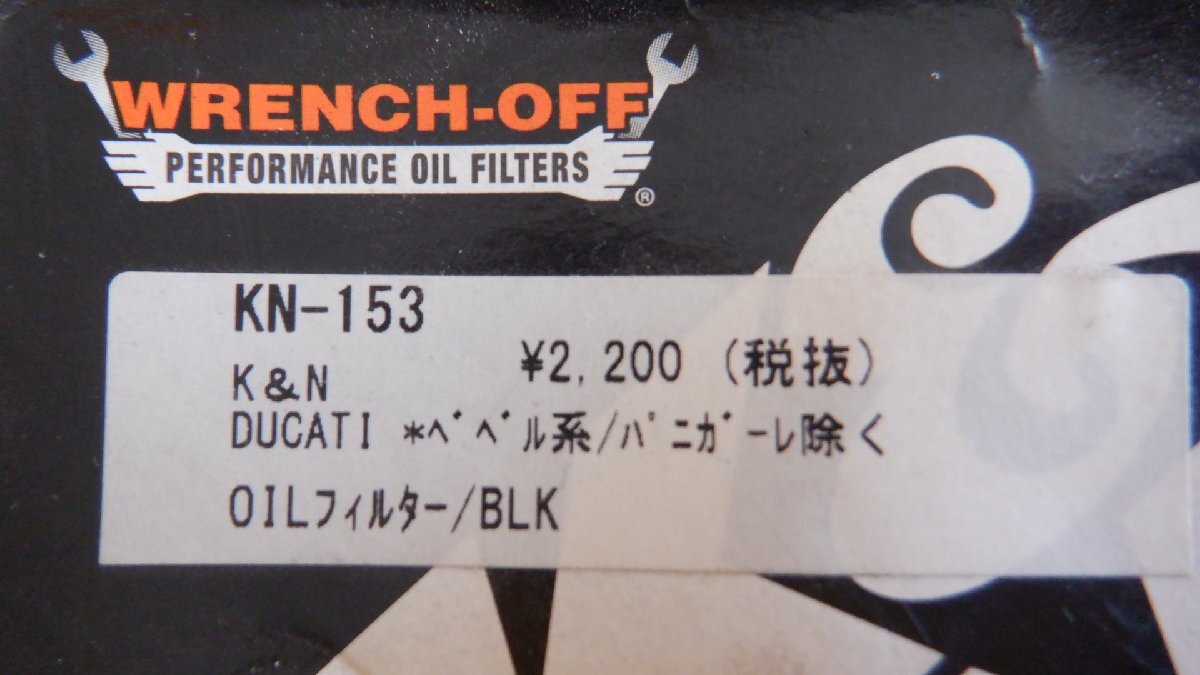 WRENCH-OFF
PERFORMANCE OIL FILTERS
®
KN-153
¥2,200 (税抜)
K&N
DUCATI *ﾍﾞﾍﾞﾙ系/ﾊﾟﾆｶﾞｰﾚ除く
OILﾌｨﾙﾀｰ/BLK